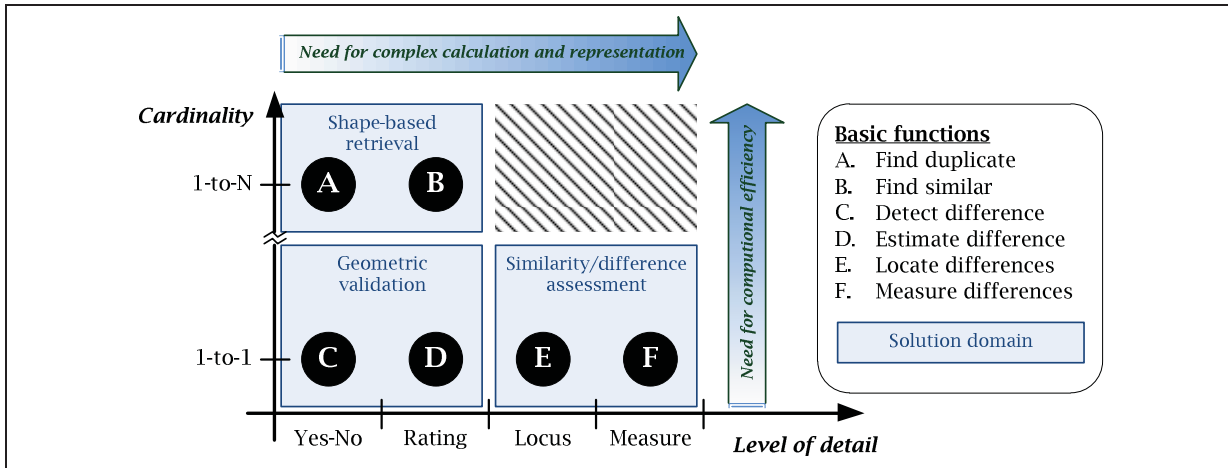 Need for complex calculation and representation
Cardinality
Shape-based
retrieval
1-to-N
A
B
Geometric
validation
Similarity/difference
assessment
1-to-1
C
D
E
F
Yes-No
Rating
Locus
Measure
Level of detail
Need for computational efficiency
Basic functions
A. Find duplicate
B. Find similar
C. Detect difference
D. Estimate difference
E. Locate differences
F. Measure differences
Solution domain